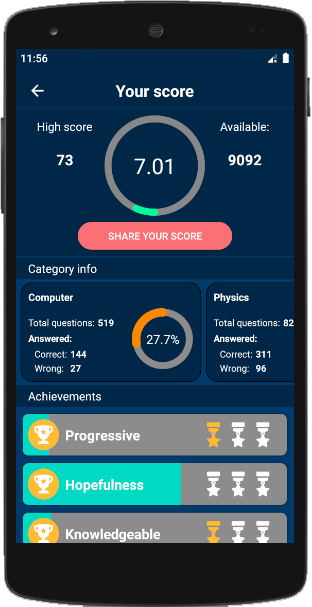 11:56
Your score
High score
73
7.01
Available:
9092
SHARE YOUR SCORE
Category info
Computer
Total questions: 519
Answered:
Correct: 144
Wrong: 27
27.7%
Physics
Total questions: 82
Answered:
Correct: 311
Wrong: 96
Achievements
Progressive
Hopefulness
Knowledgeable